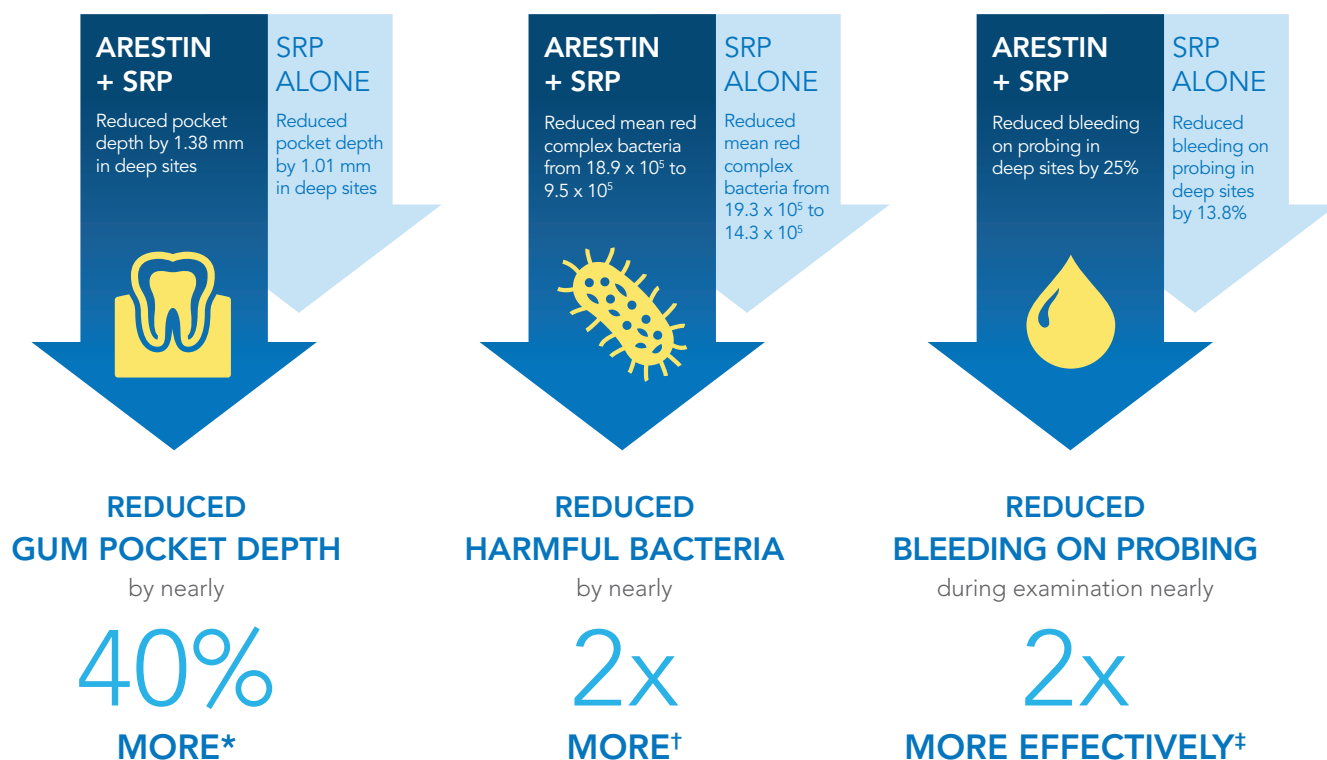 ARESTIN
+ SRP
Reduced pocket
depth by 1.38 mm
in deep sites
SRP
ALONE
Reduced
pocket depth
by 1.01 mm
in deep sites
REDUCED
GUM POCKET DEPTH
by nearly
40%
MORE*
ARESTIN
+ SRP
Reduced mean red
complex bacteria
from 18.9 x 10⁵ to
9.5 x 10⁵
SRP
ALONE
Reduced
mean red
complex
bacteria from
19.3 x 10⁵ to
14.3 x 10⁵
REDUCED
HARMFUL BACTERIA
by nearly
2x
MORE†
ARESTIN
+ SRP
Reduced bleeding
on probing in
deep sites by 25%
SRP
ALONE
Reduced
bleeding on
probing in
deep sites
by 13.8%
REDUCED
BLEEDING ON PROBING
during examination nearly
2x
MORE EFFECTIVELY‡